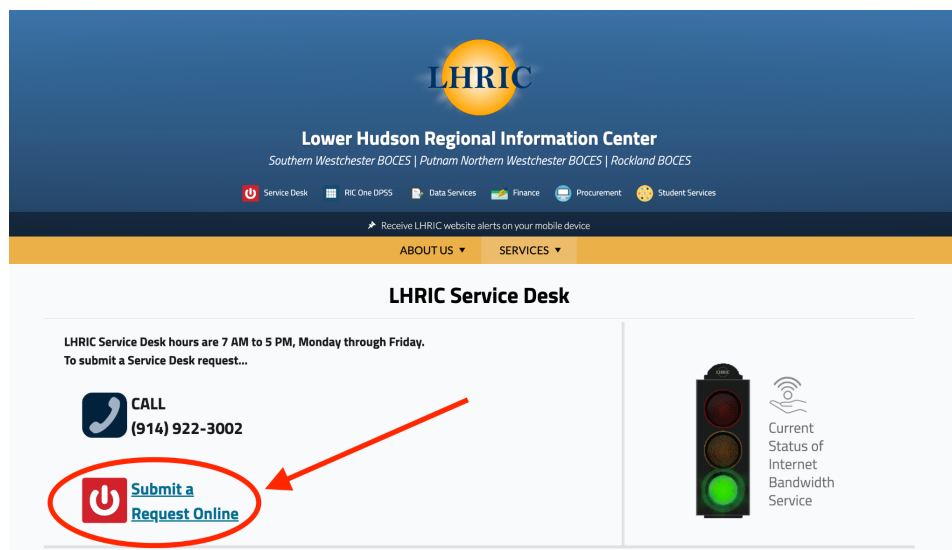 LHRIC
Lower Hudson Regional Information Center
Southern Westchester BOCES | Putnam Northern Westchester BOCES | Rockland BOCES
Service Desk RIC One DPSS Data Services Finance Procurement Student Services
Receive LHRIC website alerts on your mobile device
ABOUT US ▼ SERVICES ▼
LHRIC Service Desk
LHRIC Service Desk hours are 7 AM to 5 PM, Monday through Friday.
To submit a Service Desk request...
CALL
(914) 922-3002
Submit a
Request Online
LHRIC
Current
Status of
Internet
Bandwidth
Service